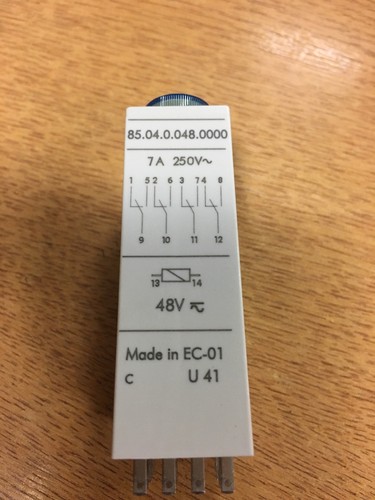 85.04.0.048.0000
7A 250V~
1 5 2 6 3 7 4 8
9 10 11 12
13 14
48V ⎓~
Made in EC-01
C U 41